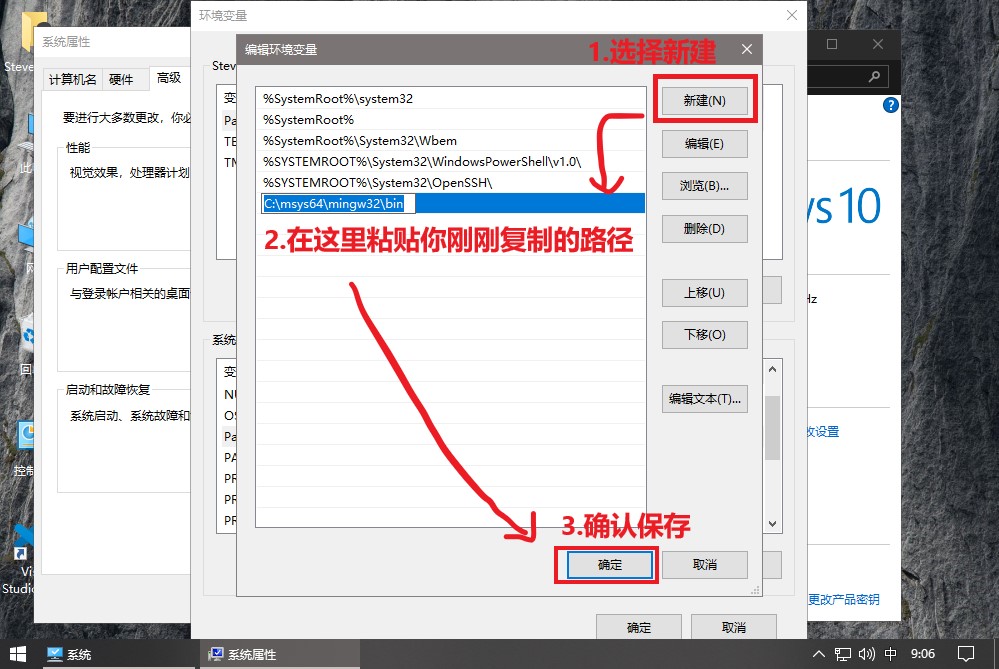 环境变量
系统属性
编辑环境变量
1.选择新建
计算机名
硬件
高级
Steve
Stev
要进行大多数更改，你必
性能
视觉效果，处理器计划
用户配置文件
与登录帐户相关的桌面
启动和故障恢复
系统启动、系统故障和
变
Pa
TE
TM
%SystemRoot%\system32
%SystemRoot%
%SystemRoot%\System32\Wbem
%SYSTEMROOT%\System32\WindowsPowerShell\v1.0\
%SYSTEMROOT%\System32\OpenSSH\
C:\msys64\mingw32\bin
2.在这里粘贴你刚刚复制的路径
新建(N)
编辑(E)
浏览(B)...
删除(D)
上移(U)
下移(O)
编辑文本(T)...
系统
变
NU
OS
Pa
PA
PR
PR
PR
3.确认保存
确定
取消
确定
取消
?
ys 10
Hz
改设置
更改产品密钥
控制
Vis
Studio
系统
系统属性
中
9:06